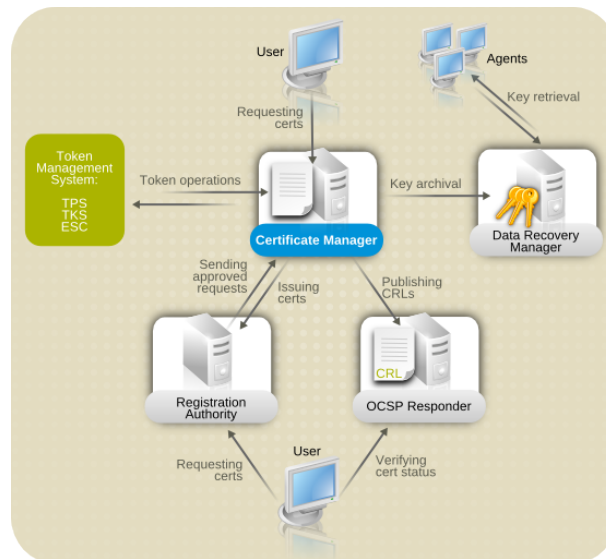 User
Agents
Requesting
certs
Key retrieval
Token
Management
System:
TPS
TKS
ESC
Token operations
Key archival
Certificate Manager
Data Recovery
Manager
Sending
approved
requests
Issuing
certs
Publishing
CRLs
CRL
Registration
Authority
OCSP Responder
User
Requesting
certs
Verifying
cert status